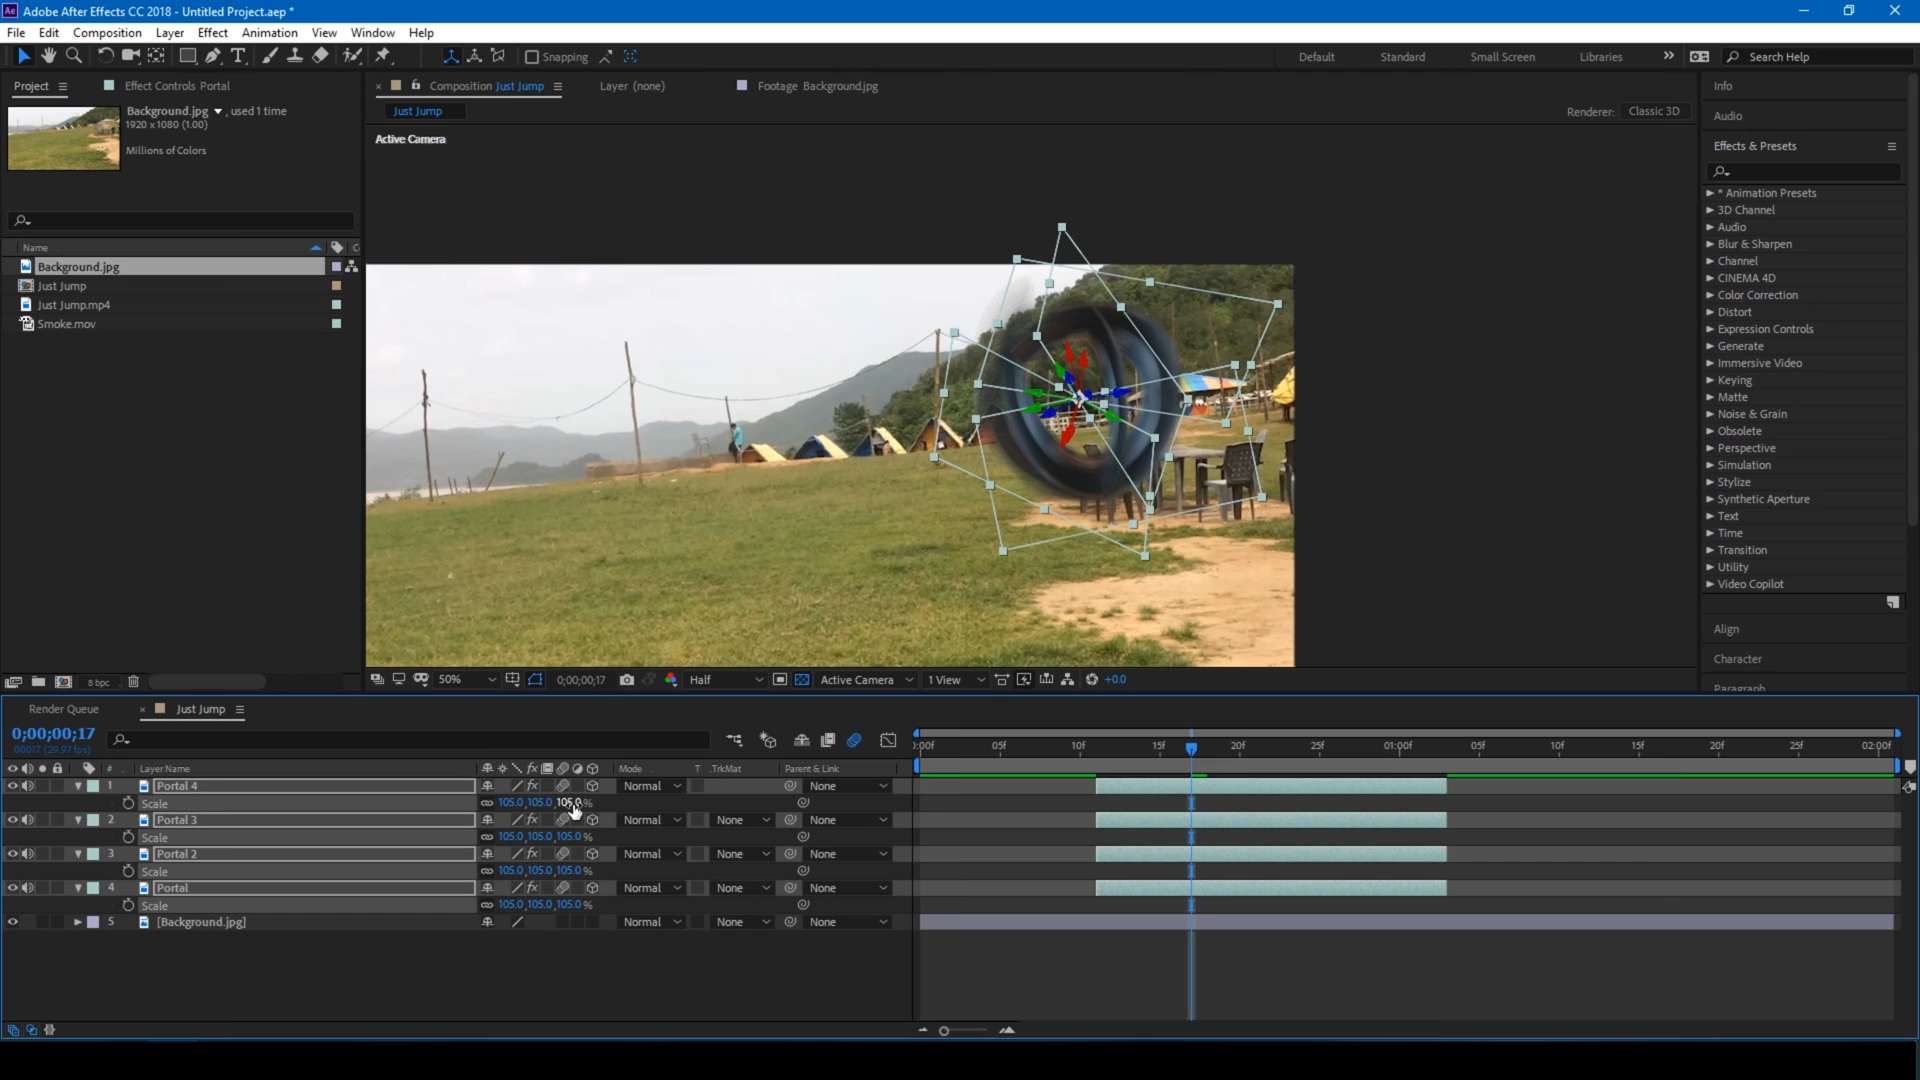 Adobe After Effects CC 2018 - Untitled Project.aep *
File Edit Composition Layer Effect Animation View Window Help
Snapping Default Standard Small Screen Libraries Search Help
Project Effect Controls Portal Composition Just Jump Layer (none) Footage Background.jpg Info
Background.jpg , used 1 time
1920 x 1080 (1.00)
Millions of Colors
Just Jump Renderer: Classic 3D
Active Camera
Audio
Effects & Presets
* Animation Presets
3D Channel
Audio
Blur & Sharpen
Channel
CINEMA 4D
Color Correction
Distort
Expression Controls
Generate
Immersive Video
Keying
Matte
Noise & Grain
Obsolete
Perspective
Simulation
Stylize
Synthetic Aperture
Text
Time
Transition
Utility
Video Copilot
Align
Character
Paragraph
Name
Background.jpg
Just Jump
Just Jump.mp4
Smoke.mov
8 bpc
50% 0;00;00;17 Half Active Camera 1 View +0.0
Render Queue Just Jump
0;00;00;17
00017 (29.97 fps)
:00f 05f 10f 15f 20f 25f 01:00f 05f 10f 15f 20f 25f 02:00f
# Layer Name Mode T .TrkMat Parent & Link
1 Portal 4 Normal None
Scale 105.0,105.0,105.0%
2 Portal 3 Normal None None
Scale 105.0,105.0,105.0%
3 Portal 2 Normal None None
Scale 105.0,105.0,105.0%
4 Portal Normal None None
Scale 105.0,105.0,105.0%
5 [Background.jpg] Normal None None